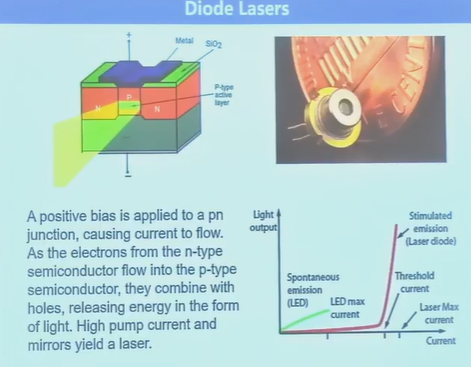 Diode Lasers
+
Metal
SiO2
P-type
active
layer
N
P
N
−
CENT
A positive bias is applied to a pn
junction, causing current to flow.
As the electrons from the n-type
semiconductor flow into the p-type
semiconductor, they combine with
holes, releasing energy in the form
of light. High pump current and
mirrors yield a laser.
Light
output
Stimulated
emission
(Laser diode)
Spontaneous
emission
(LED)
LED max
current
Threshold
current
Laser Max
current
Current